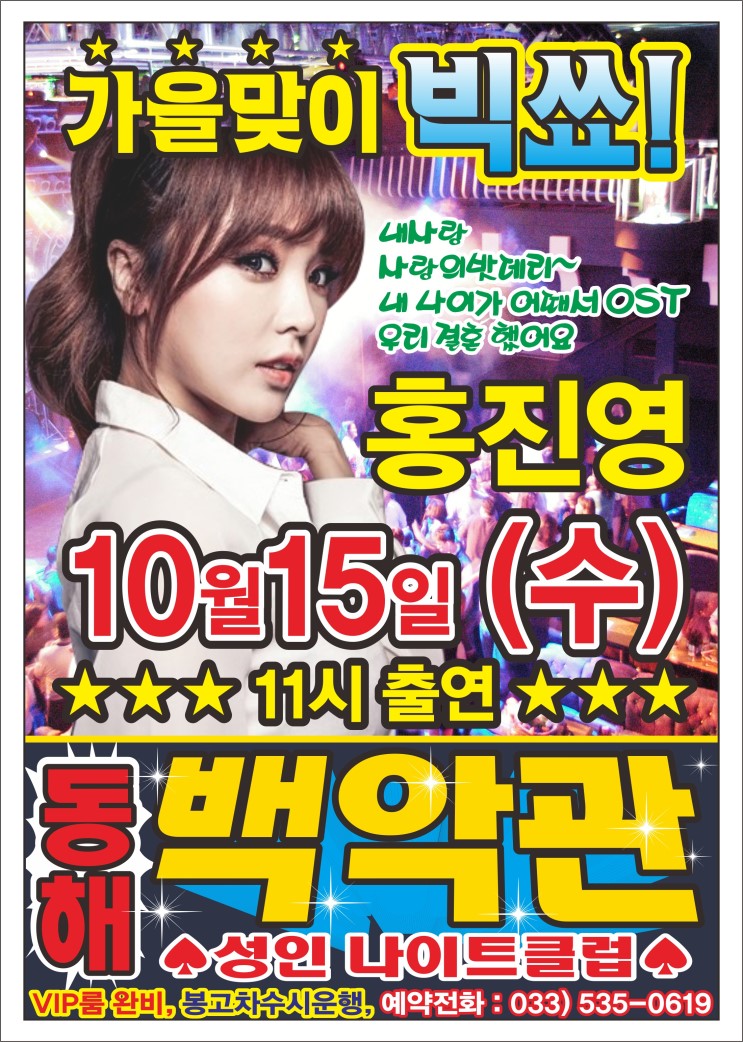 가을맞이 빅쑈!
내사랑
사랑의밧데리~
내 나이가 어때서 OST
우리 결혼 했어요
홍진영
10월15일 (수)
★★★ 11시 출연 ★★★
동해 백악관
♠성인 나이트클럽♠
VIP룸 완비, 봉고차수시운행, 예약전화 : 033) 535-0619